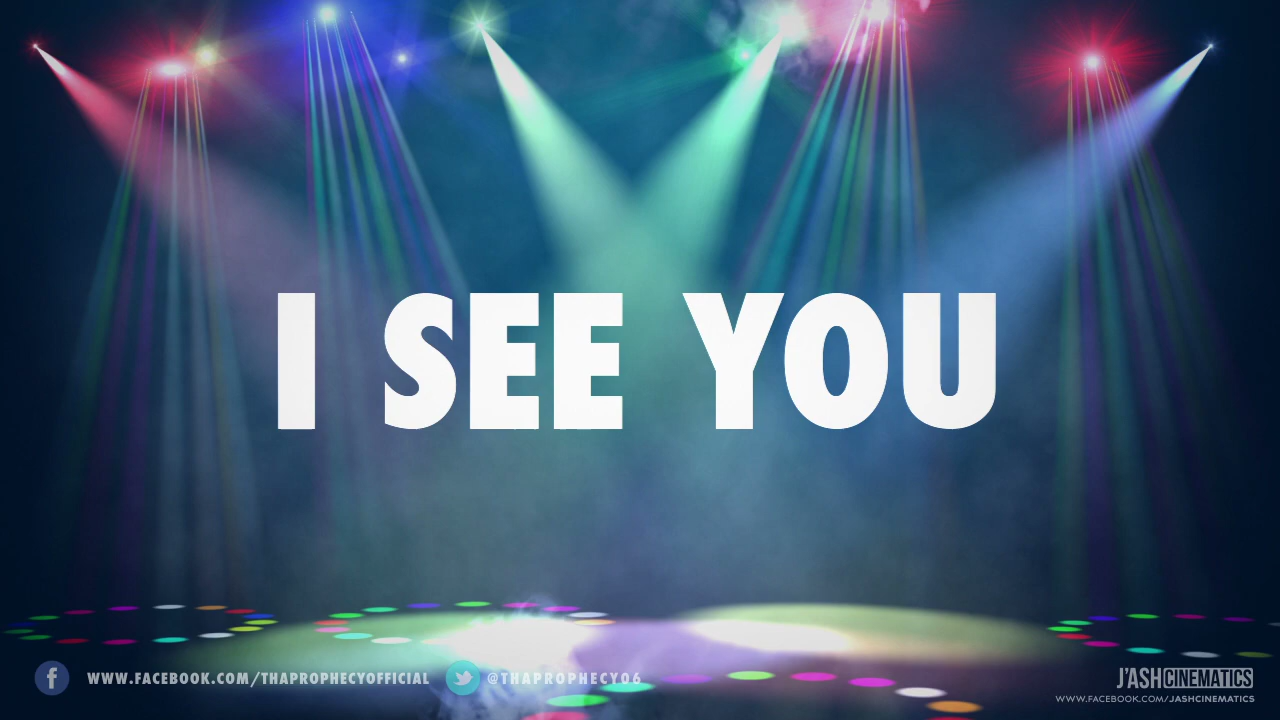 I SEE YOU
WWW.FACEBOOK.COM/THAPROPHECYOFFICIAL @THAPROPHECY06
J'ASHCINEMATICS
WWW.FACEBOOK.COM/JASHCINEMATICS